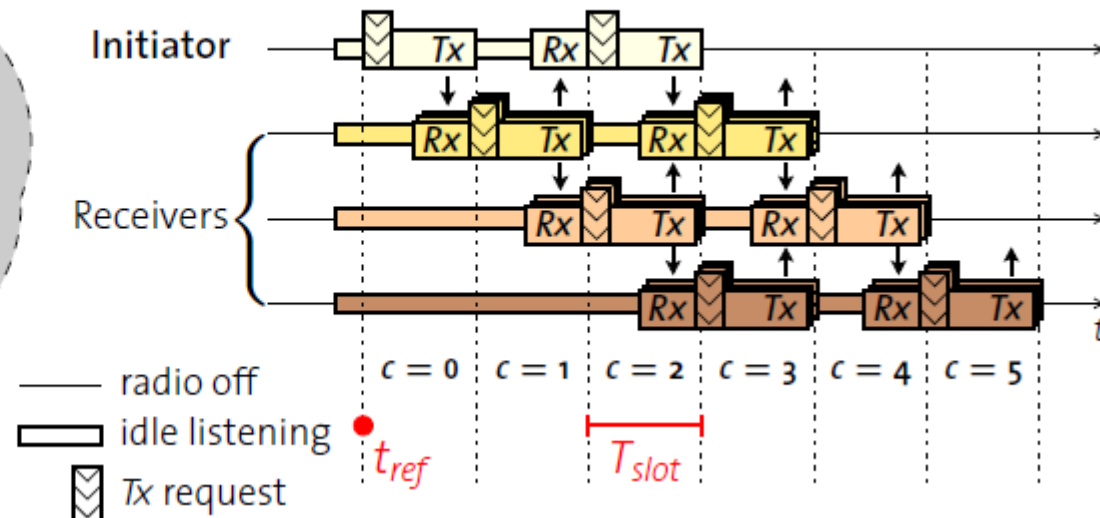 Initiator Tx Rx Tx
Rx Tx Rx Tx
Receivers Rx Tx Rx Tx
Rx Tx Rx Tx
t
c = 0 c = 1 c = 2 c = 3 c = 4 c = 5
radio off
idle listening
t_ref T_slot
Tx request